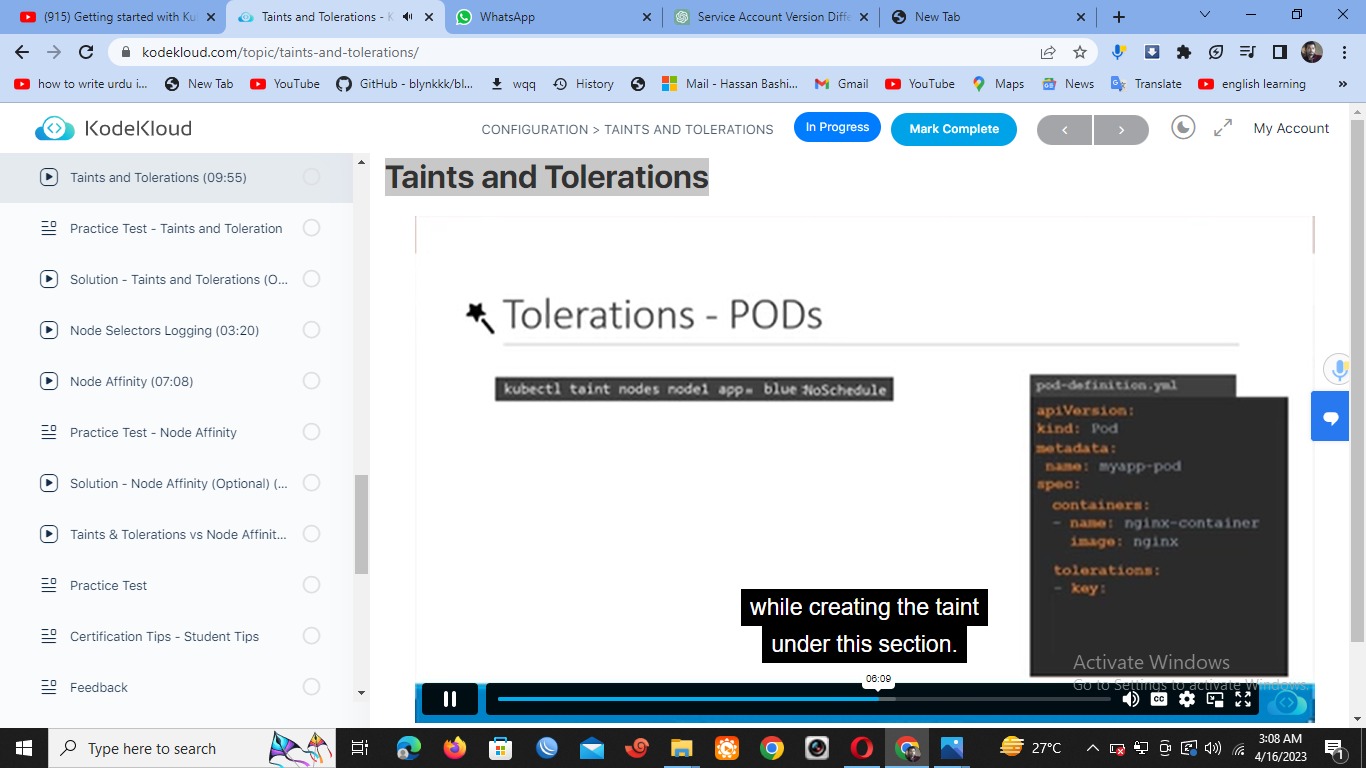 (915) Getting started with Ku
Taints and Tolerations - K
WhatsApp
Service Account Version Diffe
New Tab
kodekloud.com/topic/taints-and-tolerations/
how to write urdu i...
New Tab
YouTube
GitHub - blynkkk/bl...
wqq
History
Mail - Hassan Bashi...
Gmail
YouTube
Maps
News
Translate
english learning
»
KodeKloud
CONFIGURATION > TAINTS AND TOLERATIONS
In Progress
Mark Complete
My Account
Taints and Tolerations (09:55)
Practice Test - Taints and Toleration
Solution - Taints and Tolerations (O...
Node Selectors Logging (03:20)
Node Affinity (07:08)
Practice Test - Node Affinity
Solution - Node Affinity (Optional) (...
Taints & Tolerations vs Node Affinit...
Practice Test
Certification Tips - Student Tips
Feedback
Taints and Tolerations
Tolerations - PODs
kubectl taint nodes node1 app= blue:NoSchedule
pod-definition.yml
apiVersion:
kind: Pod
metadata:
name: myapp-pod
spec:
containers:
- name: nginx-container
image: nginx
tolerations:
- key:
while creating the taint
under this section.
06:09
CC
Activate Windows
Go to Settings to activate Windows.
Type here to search
27°C
3:08 AM
4/16/2023
1